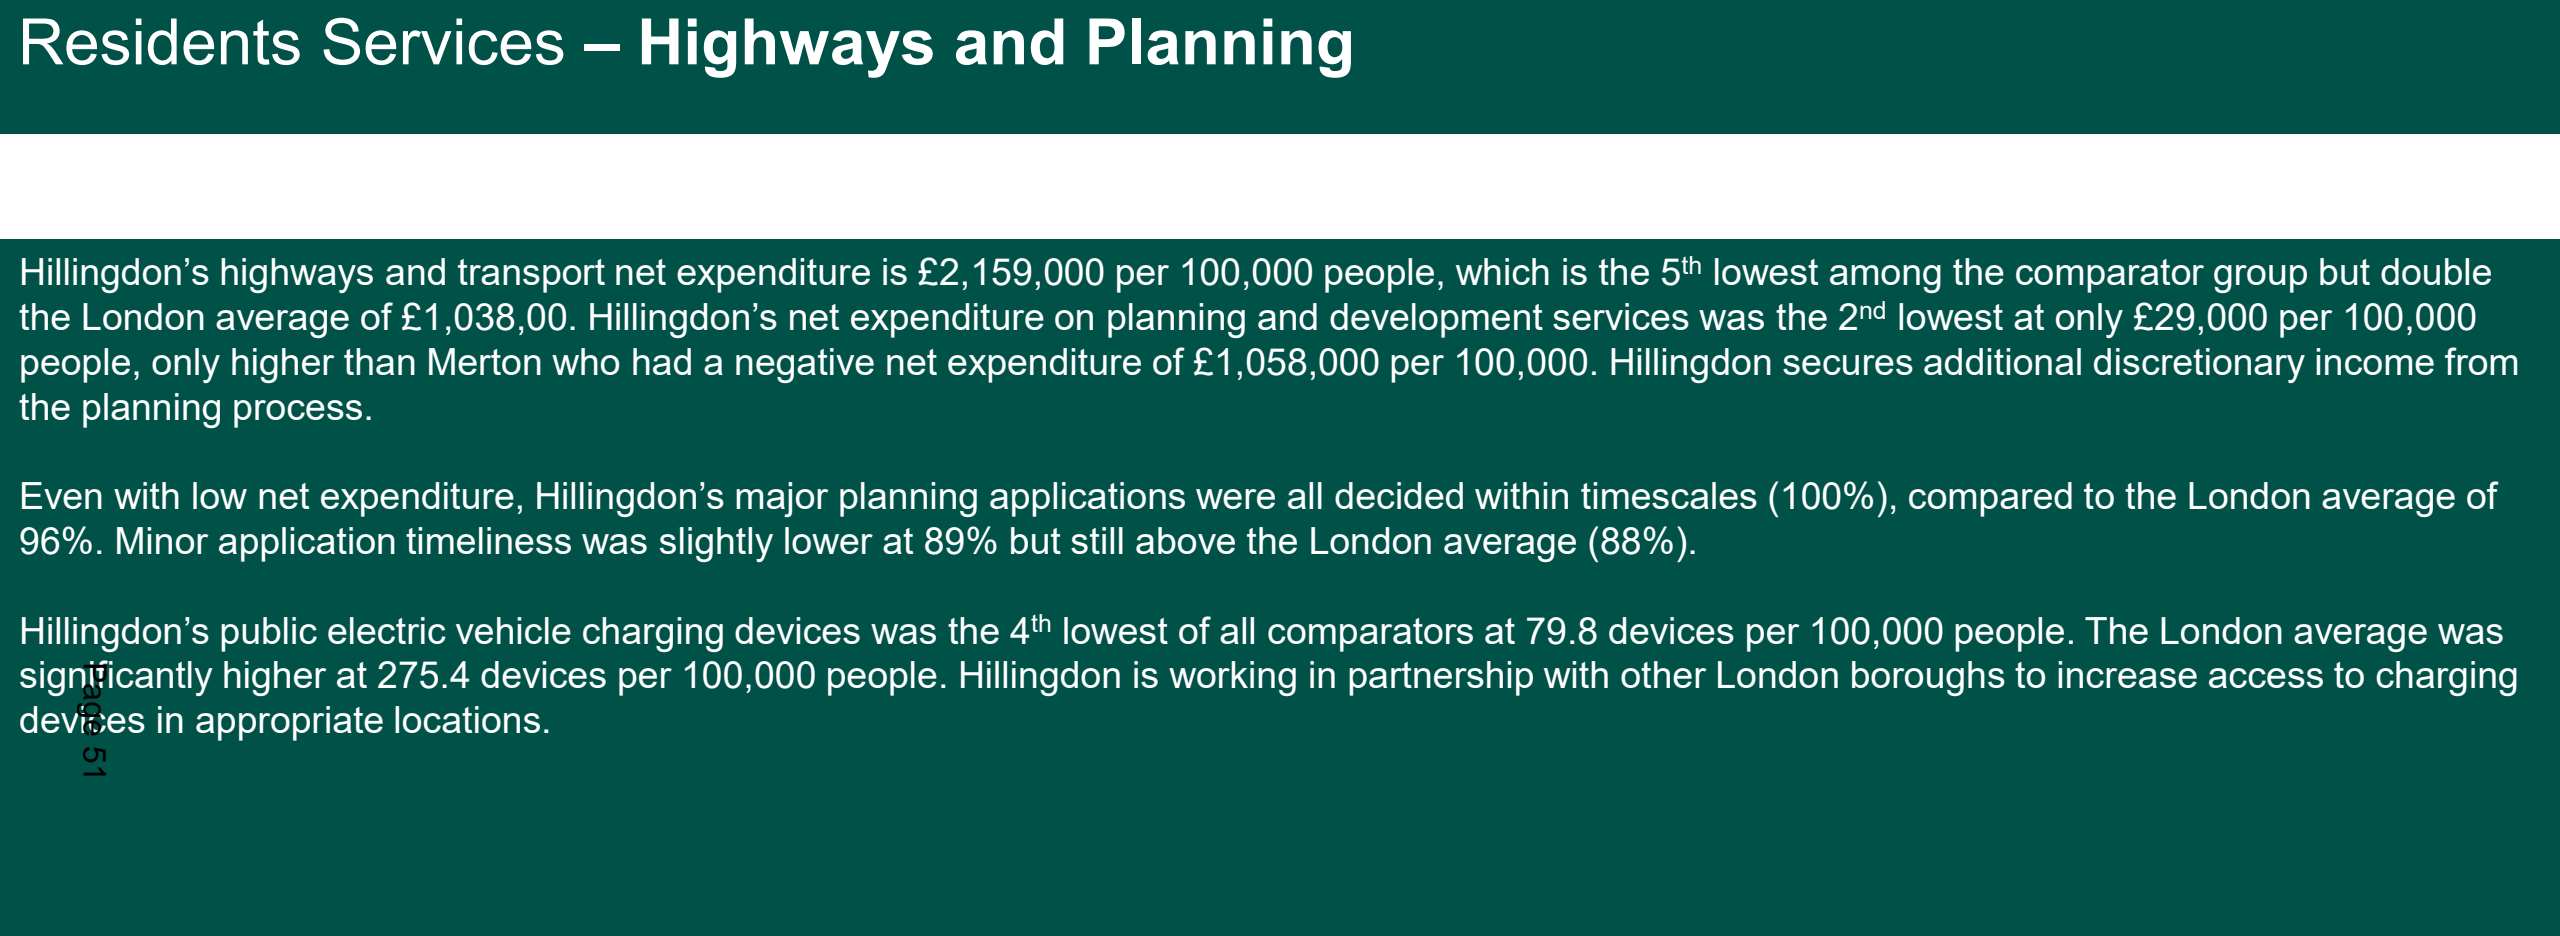 Residents Services – Highways and Planning
Hillingdon’s highways and transport net expenditure is £2,159,000 per 100,000 people, which is the 5th lowest among the comparator group but double
the London average of £1,038,00. Hillingdon’s net expenditure on planning and development services was the 2nd lowest at only £29,000 per 100,000
people, only higher than Merton who had a negative net expenditure of £1,058,000 per 100,000. Hillingdon secures additional discretionary income from
the planning process.
Even with low net expenditure, Hillingdon’s major planning applications were all decided within timescales (100%), compared to the London average of
96%. Minor application timeliness was slightly lower at 89% but still above the London average (88%).
Hillingdon’s public electric vehicle charging devices was the 4th lowest of all comparators at 79.8 devices per 100,000 people. The London average was
significantly higher at 275.4 devices per 100,000 people. Hillingdon is working in partnership with other London boroughs to increase access to charging
devices in appropriate locations.
Page 51